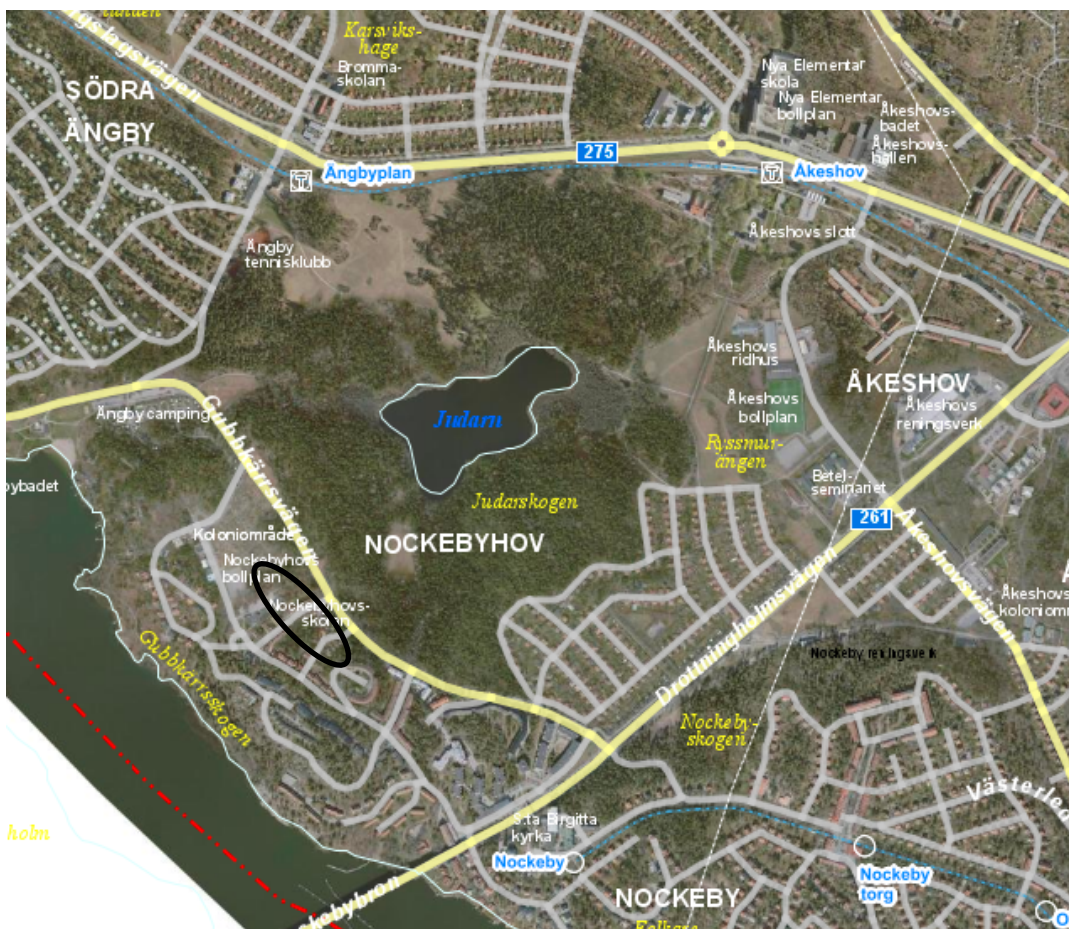 Karsviks-
hage
Bromma-
skolan
SÖDRA
ÄNGBY
Nya Elementar
skola
Nya Elementar
bollplan
Åkeshovs-
badet
Åkeshovs-
hallen
275
Ängbyplan
Åkeshov
Åkeshovs slott
Ängby
tennisklubb
Åkeshovs
ridhus
ÅKESHOV
Åkeshovs
bollplan
Åkeshovs
reningsverk
Ängby camping
Gubbkärrsvägen
Judarn
Ryssmur-
ängen
Betel-
seminariet
Judarskogen
261
Koloniområde
NOCKEBYHOV
Nockebyhovs
bollplan
Nockebyhovs-
skolan
Åkeshovsvägen
Åkeshovs
Drottningholmsvägen
Nockeby reningsverk
Gubbkärrsskogen
Nockeby-
skogen
holm
S:ta Birgitta
kyrka
Nockeby
Nockeby
torg
NOCKEBY